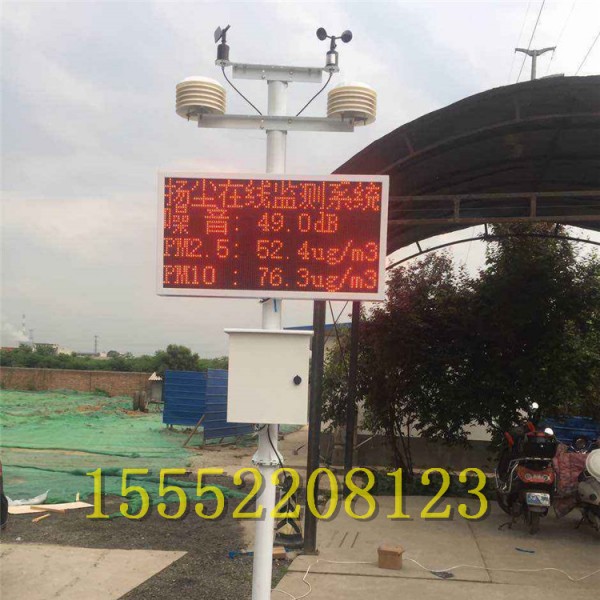 扬尘在线监测系统
噪 音: 49.0dB
PM2.5: 52.4ug/m3
PM10 : 76.3ug/m3
15552208123